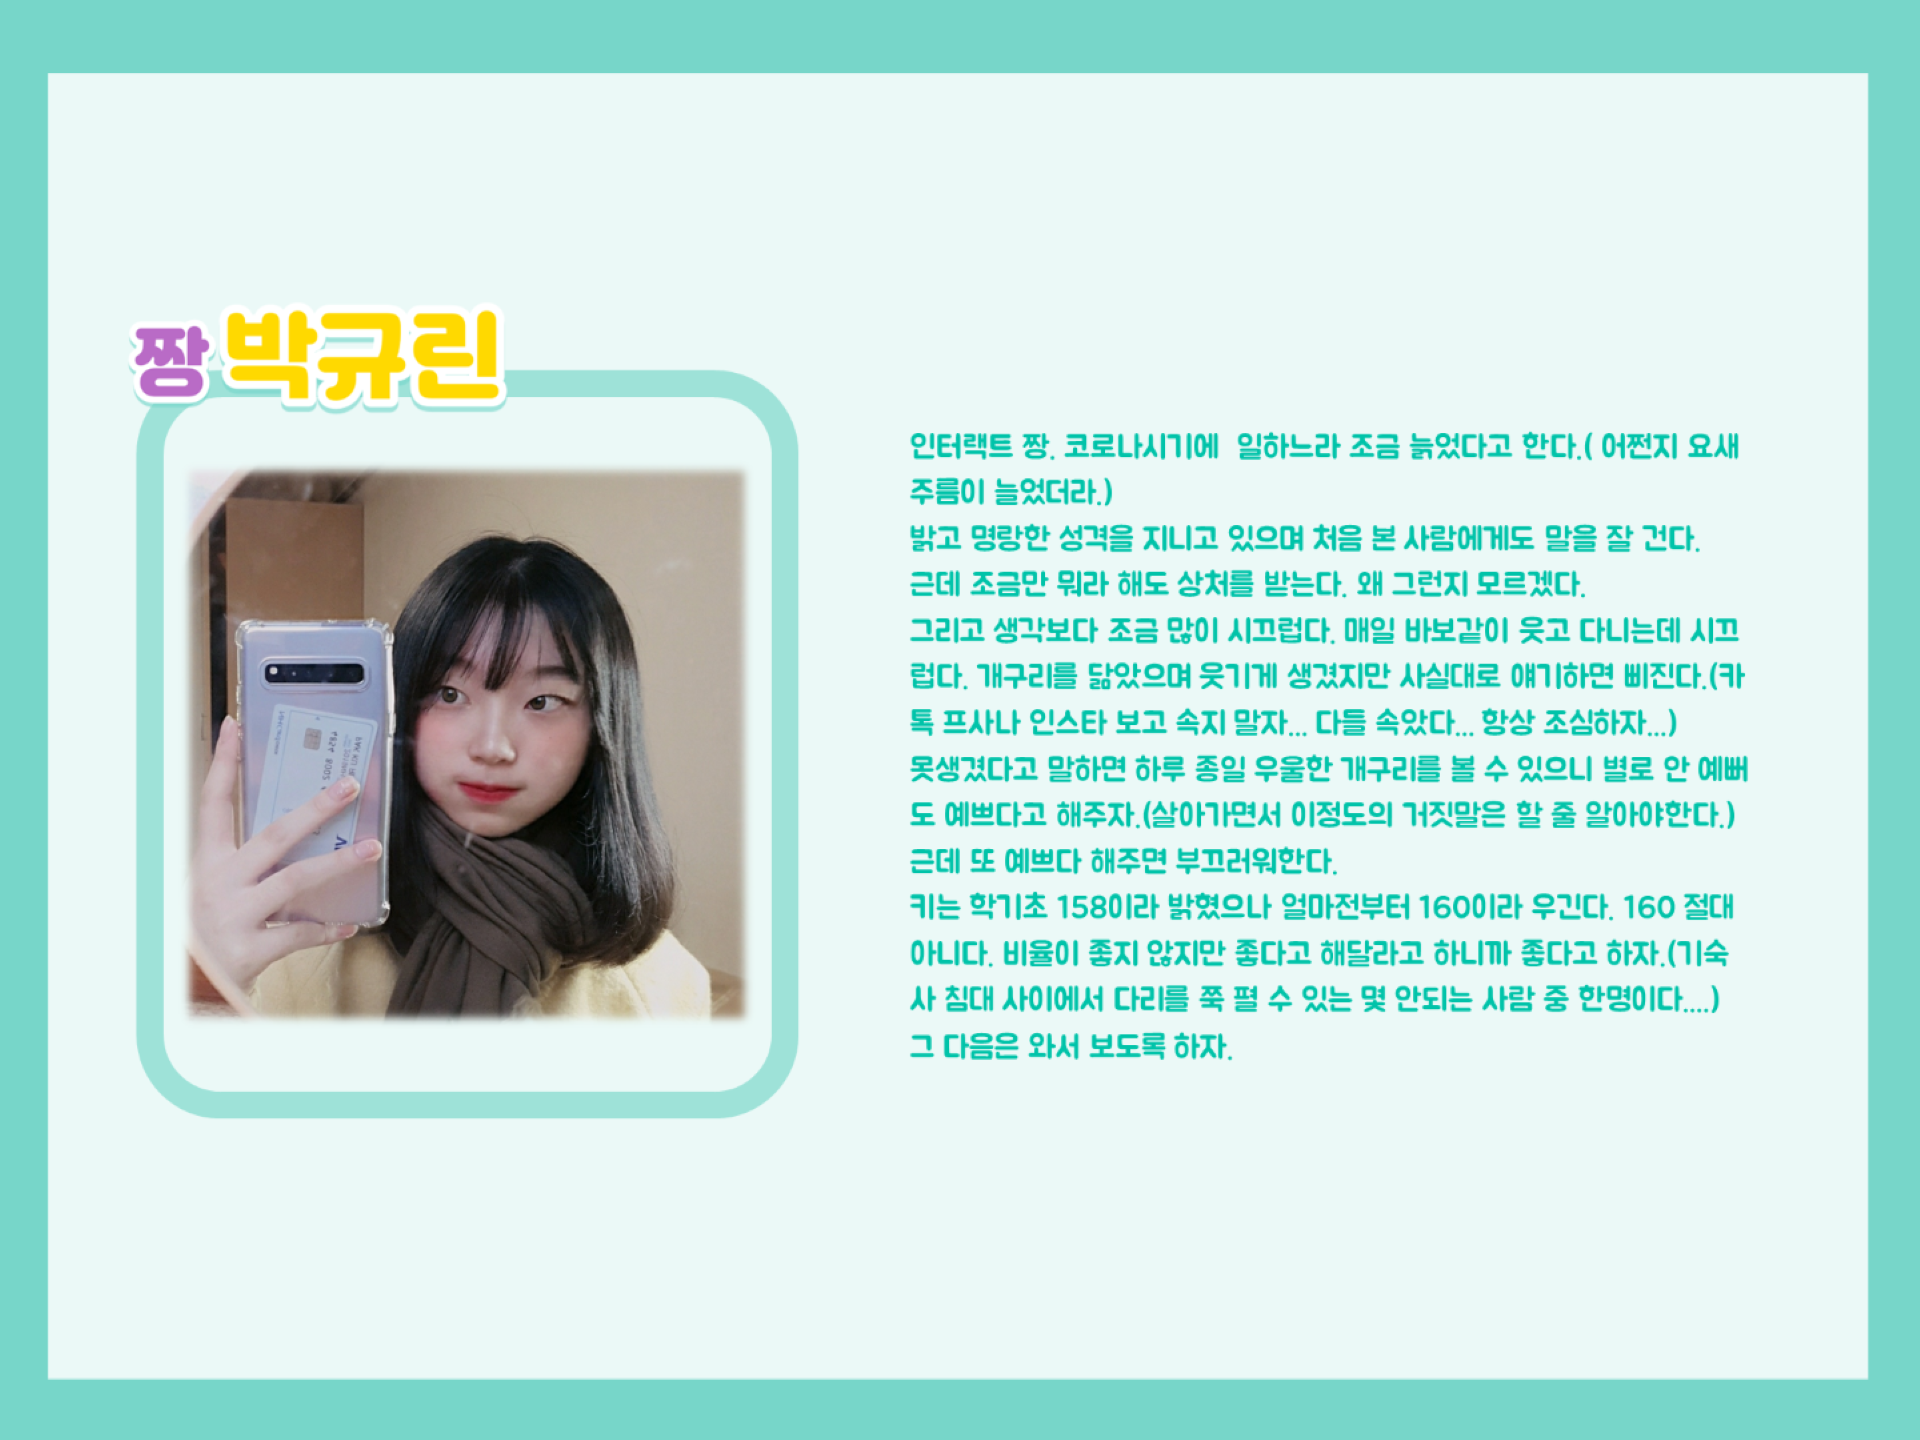 짱 박규린
인터랙트 짱. 코로나시기에 일하느라 조금 늙었다고 한다.( 어쩐지 요새
주름이 늘었더라.)
밝고 명랑한 성격을 지니고 있으며 처음 본 사람에게도 말을 잘 건다.
근데 조금만 뭐라 해도 상처를 받는다. 왜 그런지 모르겠다.
그리고 생각보다 조금 많이 시끄럽다. 매일 바보같이 웃고 다니는데 시끄
럽다. 개구리를 닮았으며 웃기게 생겼지만 사실대로 얘기하면 삐진다.(카
톡 프사나 인스타 보고 속지 말자... 다들 속았다... 항상 조심하자...)
못생겼다고 말하면 하루 종일 우울한 개구리를 볼 수 있으니 별로 안 예뻐
도 예쁘다고 해주자.(살아가면서 이정도의 거짓말은 할 줄 알아야한다.)
근데 또 예쁘다 해주면 부끄러워한다.
키는 학기초 158이라 밝혔으나 얼마전부터 160이라 우긴다. 160 절대
아니다. 비율이 좋지 않지만 좋다고 해달라고 하니까 좋다고 하자.(기숙
사 침대 사이에서 다리를 쭉 펼 수 있는 몇 안되는 사람 중 한명이다....)
그 다음은 와서 보도록 하자.